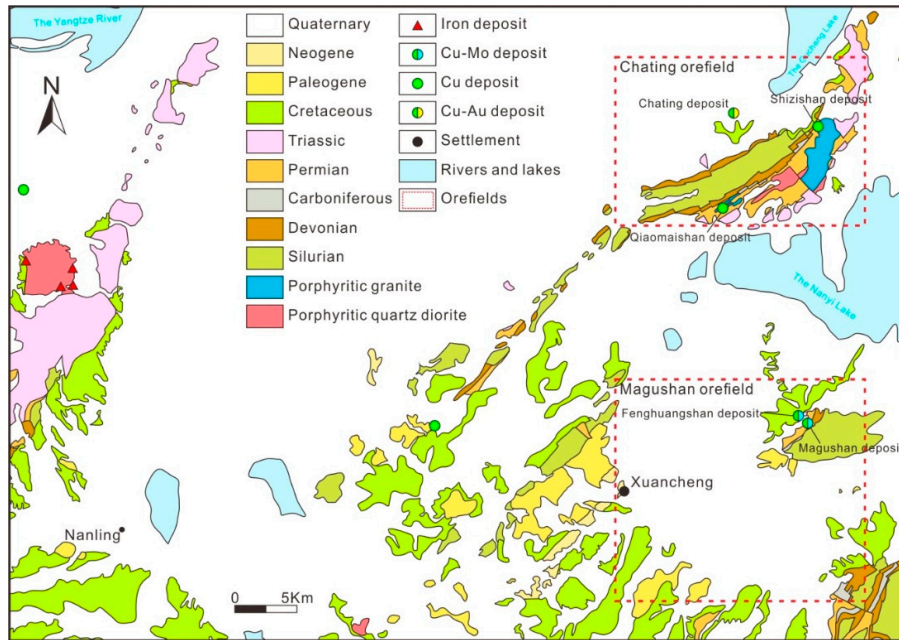 The Yangtze River
N
Quaternary
Neogene
Paleogene
Cretaceous
Triassic
Permian
Carboniferous
Devonian
Silurian
Porphyritic granite
Porphyritic quartz diorite
Iron deposit
Cu-Mo deposit
Cu deposit
Cu-Au deposit
Settlement
Rivers and lakes
Orefields
Chating orefield
Chating deposit
Shizishan deposit
Qiaomaishan deposit
The Nanyi Lake
Magushan orefield
Fenghuangshan deposit
Magushan deposit
Xuancheng
Nanling
0 5Km